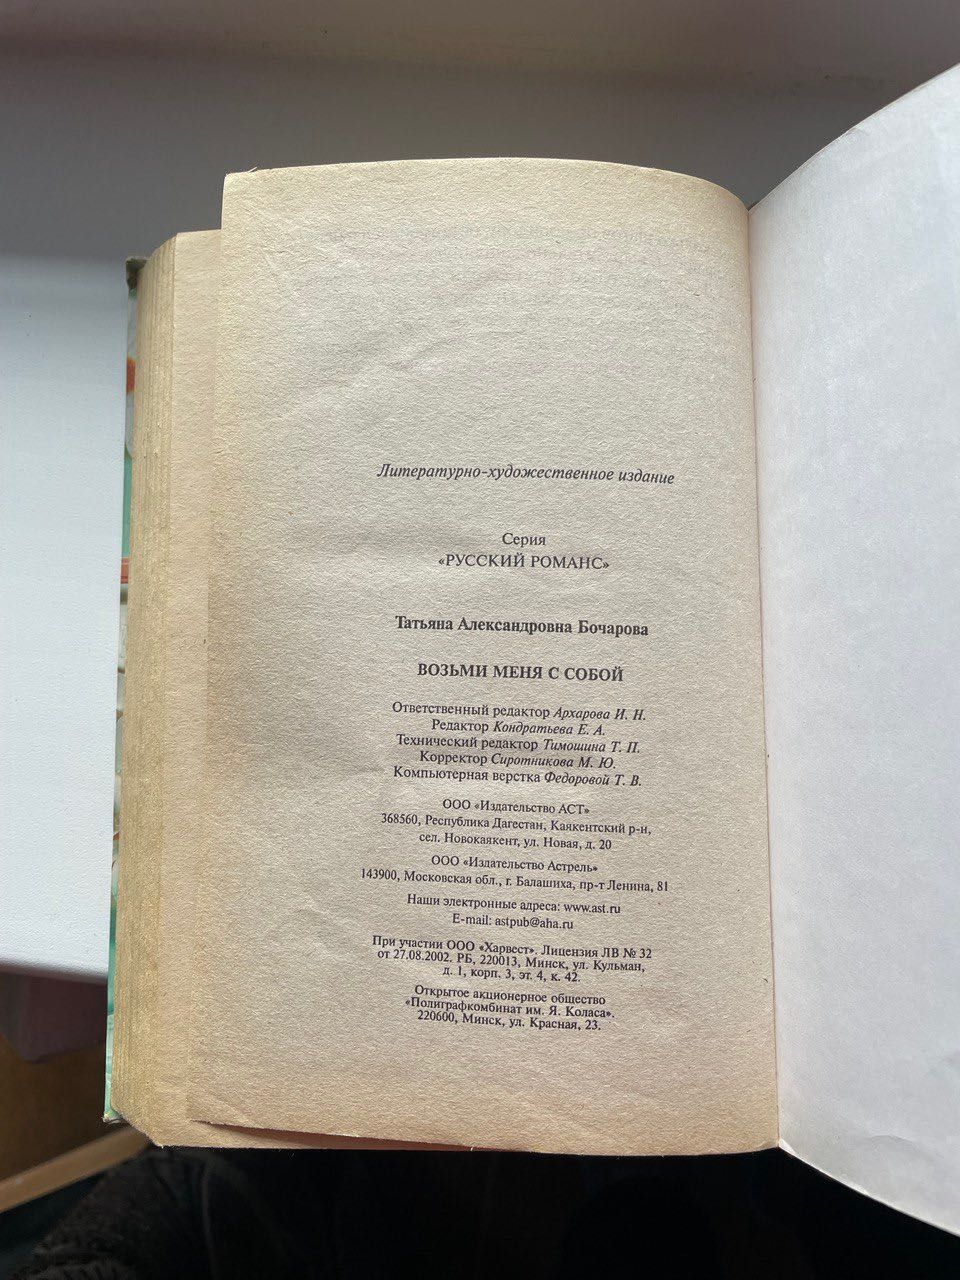 Литературно-художественное издание
Серия
«РУССКИЙ РОМАНС»
Татьяна Александровна Бочарова
ВОЗЬМИ МЕНЯ С СОБОЙ
Ответственный редактор Архарова И. Н.
Редактор Кондратьева Е. А.
Технический редактор Тимошина Т. П.
Корректор Сиротникова М. Ю.
Компьютерная верстка Федоровой Т. В.
ООО «Издательство АСТ»
368560, Республика Дагестан, Каякентский р-н,
сел. Новокаякент, ул. Новая, д. 20
ООО «Издательство Астрель»
143900, Московская обл., г. Балашиха, пр-т Ленина, 81
Наши электронные адреса: www.ast.ru
E-mail: astpub@aha.ru
При участии ООО «Харвест». Лицензия ЛВ № 32
от 27.08.2002. РБ, 220013, Минск, ул. Кульман,
д. 1, корп. 3, эт. 4, к. 42.
Открытое акционерное общество
«Полиграфкомбинат им. Я. Коласа».
220600, Минск, ул. Красная, 23.